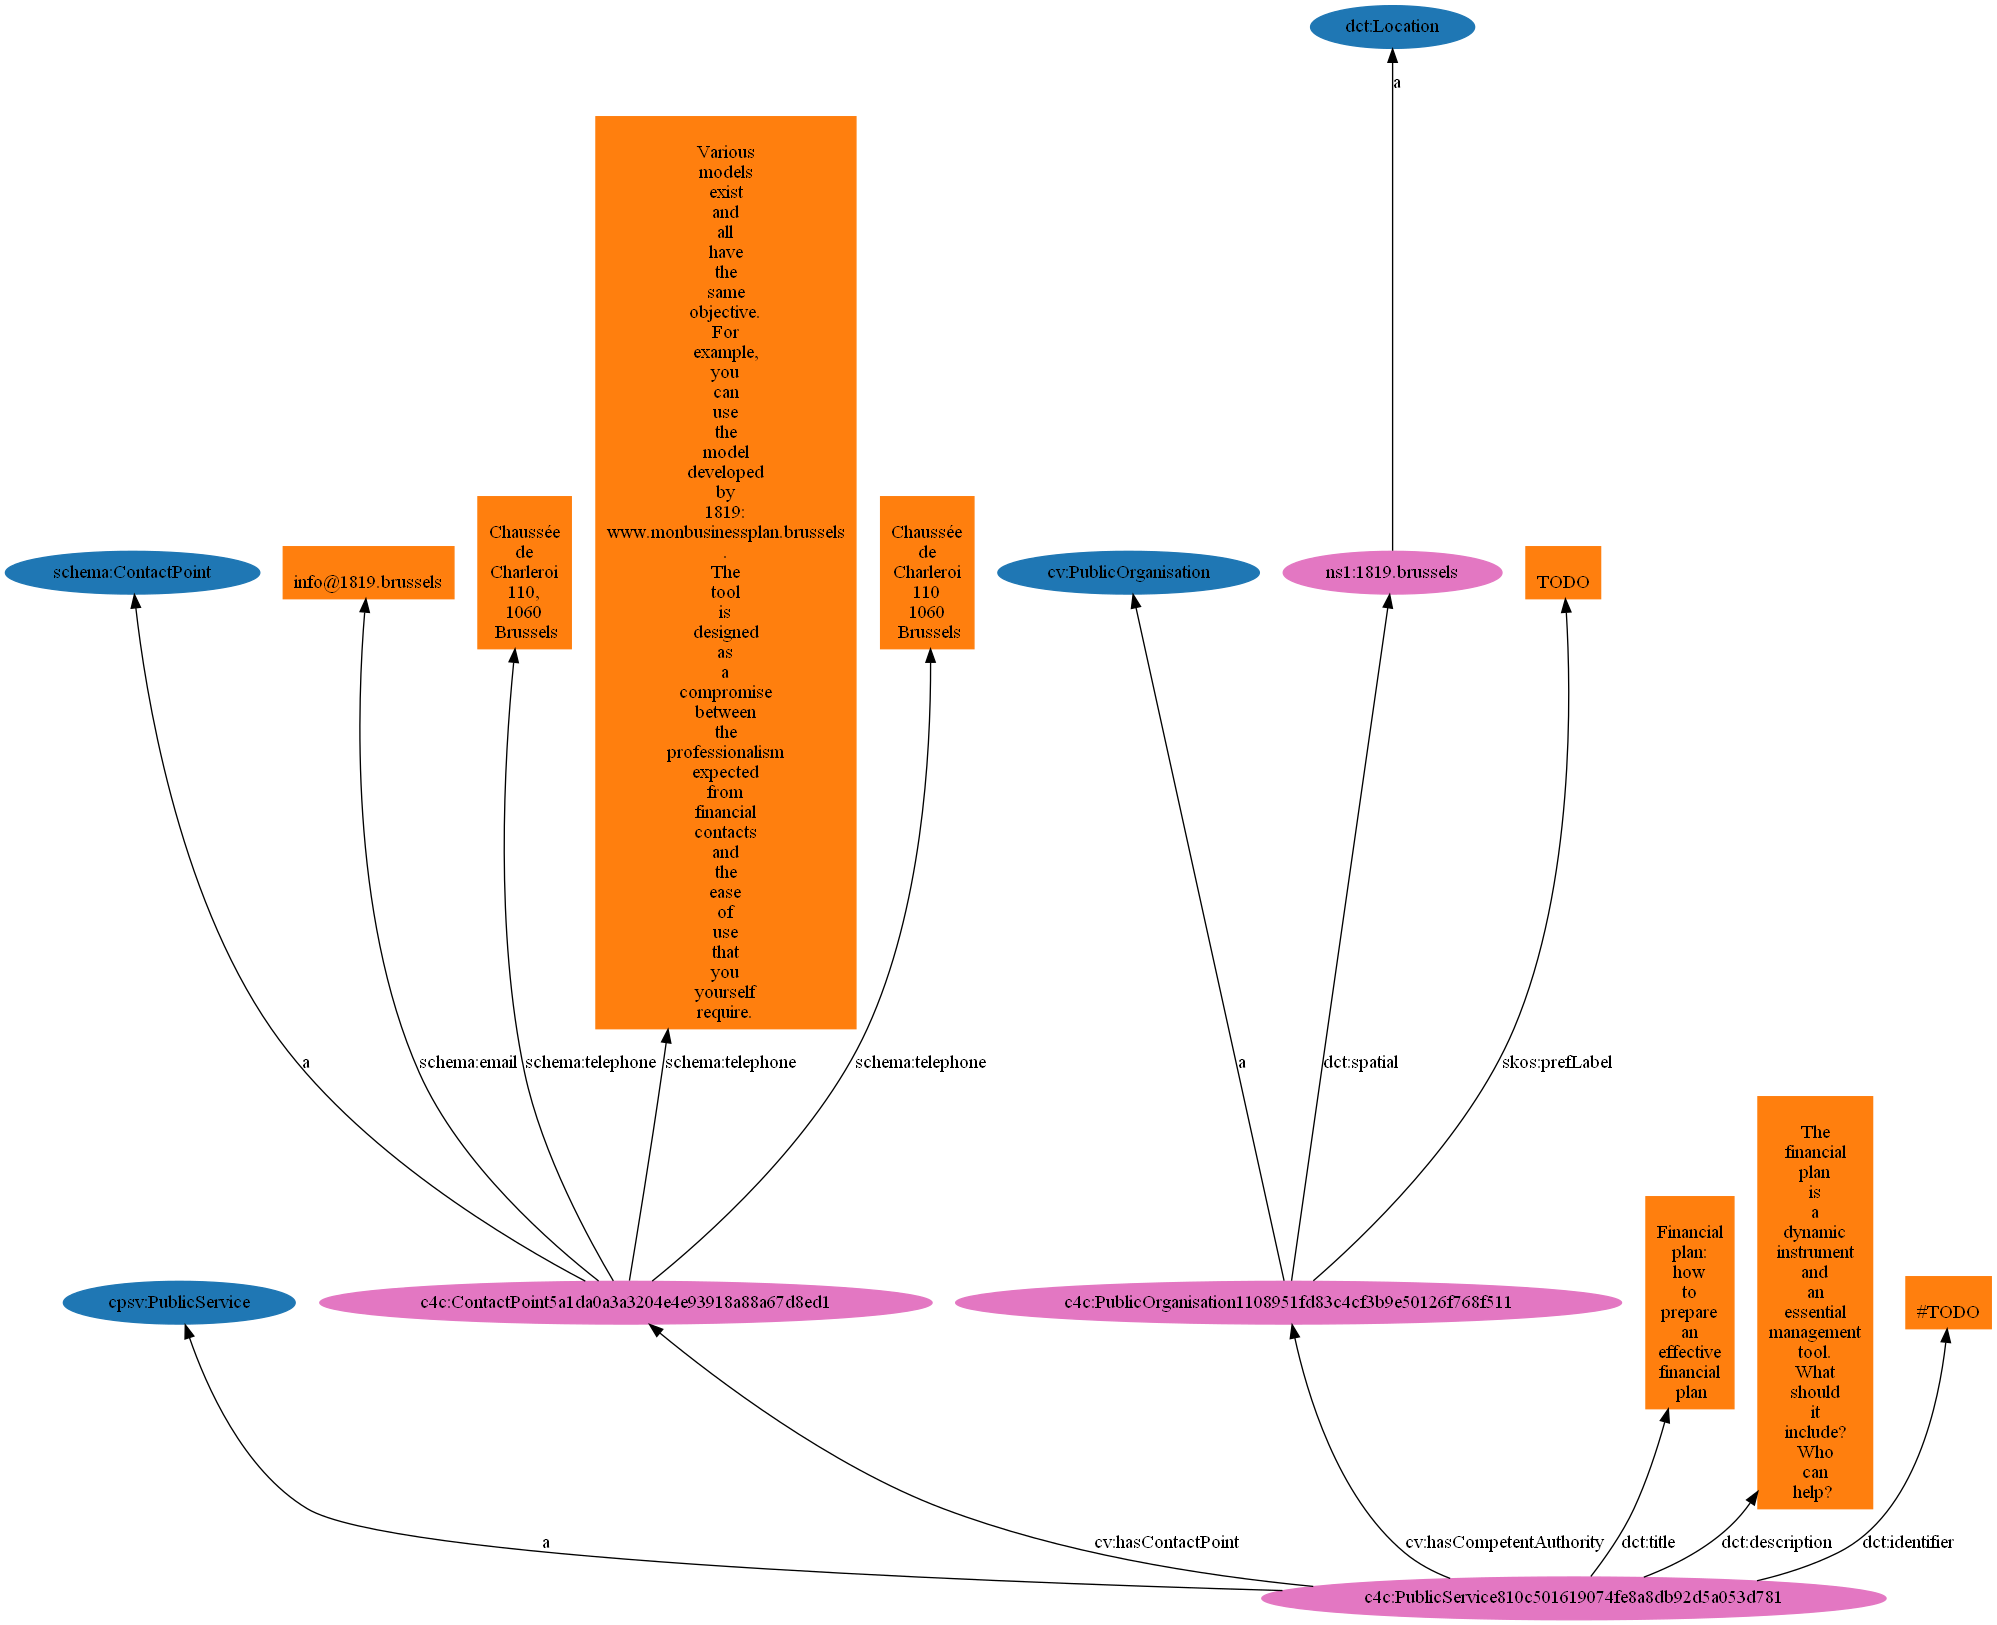 dct:Location
a
Various
models
exist
and
all
have
the
same
objective.
For
example,
you
can
use
the
model
developed
by
1819:
www.monbusinessplan.brussels
.
The
tool
is
designed
as
a
compromise
between
the
professionalism
expected
from
financial
contacts
and
the
ease
of
use
that
you
yourself
require.
schema:ContactPoint
info@1819.brussels
Chaussée
de
Charleroi
110,
1060
Brussels
Chaussée
de
Charleroi
110
1060
Brussels
cv:PublicOrganisation
ns1:1819.brussels
TODO
a
schema:email
schema:telephone
schema:telephone
schema:telephone
a
dct:spatial
skos:prefLabel
cpsv:PublicService
c4c:ContactPoint5a1da0a3a3204e4e93918a88a67d8ed1
c4c:PublicOrganisation1108951fd83c4cf3b9e50126f768f511
Financial
plan:
how
to
prepare
an
effective
financial
plan
The
financial
plan
is
a
dynamic
instrument
and
an
essential
management
tool.
What
should
it
include?
Who
can
help?
#TODO
a
cv:hasContactPoint
cv:hasCompetentAuthority
dct:title
dct:description
dct:identifier
c4c:PublicService810c501619074fe8a8db92d5a053d781